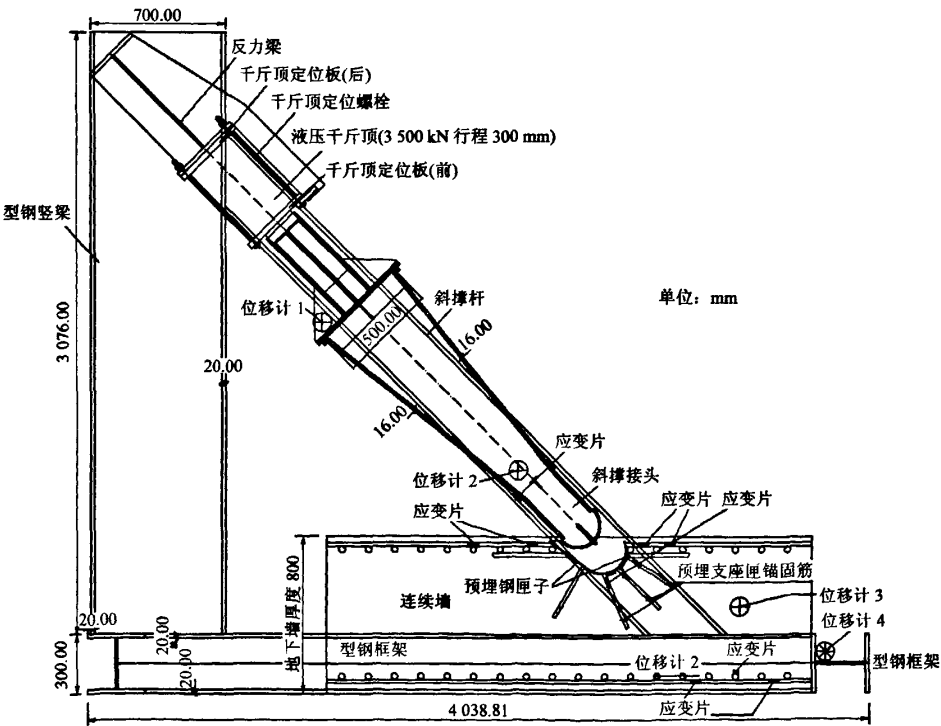 700.00
反力梁
千斤顶定位板(后)
千斤顶定位螺栓
液压千斤顶(3 500 kN 行程 300 mm)
千斤顶定位板(前)
型钢竖梁
位移计 1
500.00
斜撑杆
16.00
单位：mm
3 076.00
20.00
16.00
应变片
位移计 2
斜撑接头
应变片
应变片
应变片
预埋钢匣子
预埋支座匣锚固筋
连续墙
地下墙厚度 800
位移计 3
位移计 4
20.00
20.00
300.00
20.00
型钢框架
位移计 2
应变片
型钢框架
应变片
4 038.81